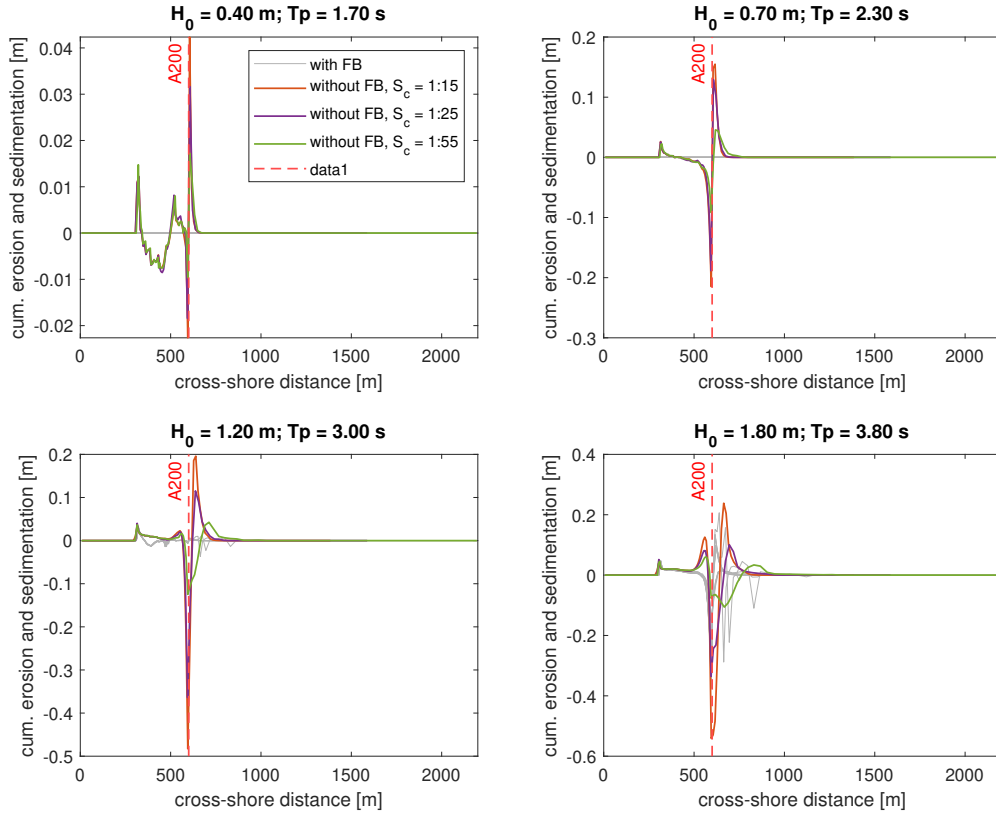 H_0 = 0.40 m; Tp = 1.70 s
cum. erosion and sedimentation [m]
0.04
0.03
0.02
0.01
0
-0.01
-0.02
A200
with FB
without FB, S_c = 1:15
without FB, S_c = 1:25
without FB, S_c = 1:55
data1
0 500 1000 1500 2000
cross-shore distance [m]
H_0 = 0.70 m; Tp = 2.30 s
cum. erosion and sedimentation [m]
0.2
0.1
0
-0.1
-0.2
-0.3
A200
0 500 1000 1500 2000
cross-shore distance [m]
H_0 = 1.20 m; Tp = 3.00 s
cum. erosion and sedimentation [m]
0.2
0.1
0
-0.1
-0.2
-0.3
-0.4
-0.5
A200
0 500 1000 1500 2000
cross-shore distance [m]
H_0 = 1.80 m; Tp = 3.80 s
cum. erosion and sedimentation [m]
0.4
0.2
0
-0.2
-0.4
-0.6
A200
0 500 1000 1500 2000
cross-shore distance [m]